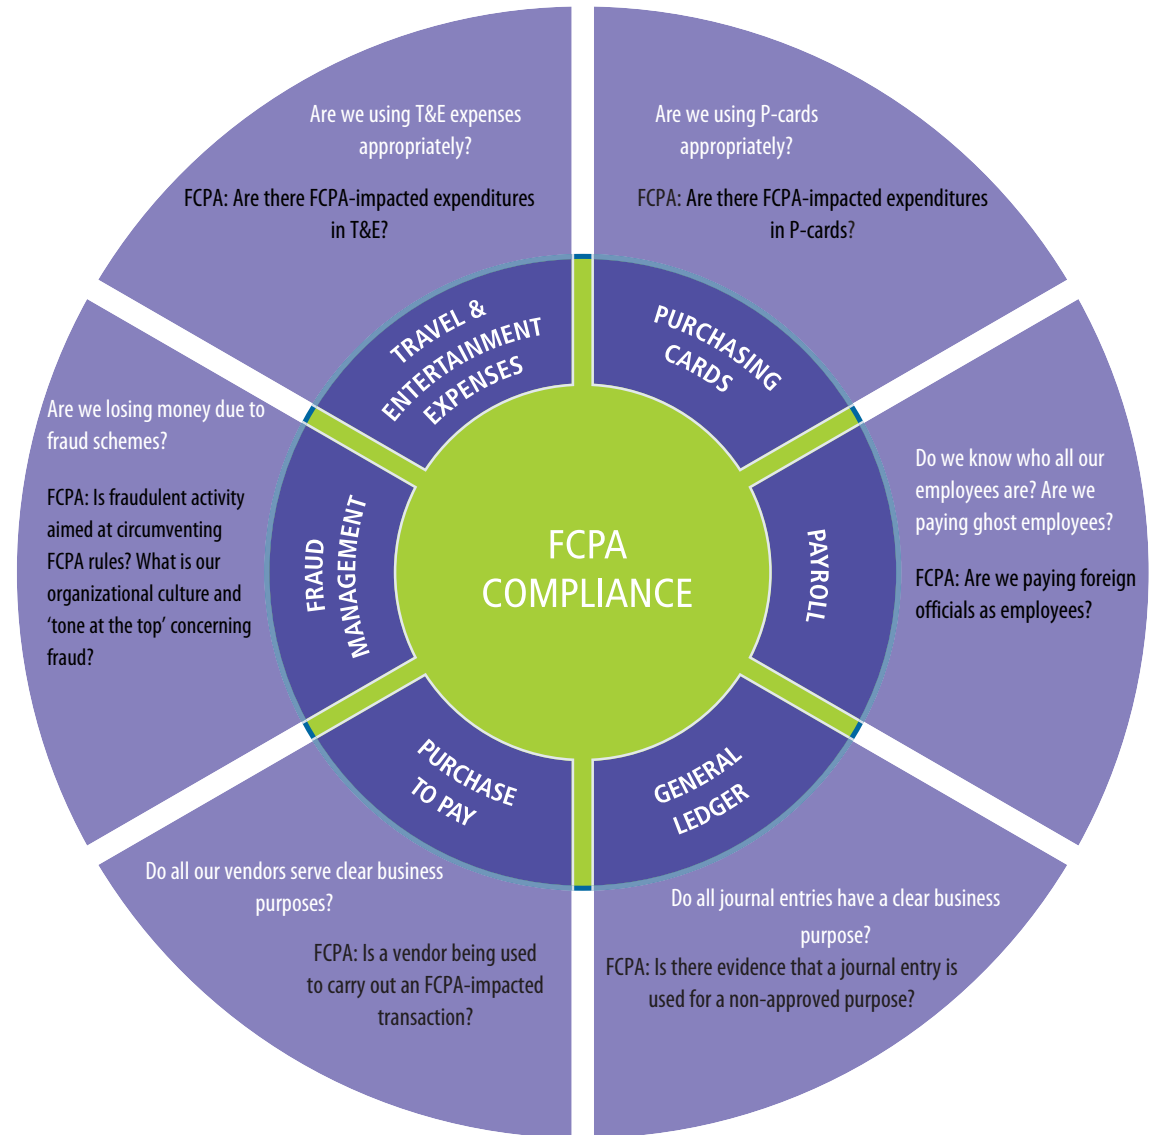 Are we using T&E expenses
appropriately?
FCPA: Are there FCPA-impacted expenditures
in T&E?
Are we using P-cards
appropriately?
FCPA: Are there FCPA-impacted expenditures
in P-cards?
TRAVEL &
ENTERTAINMENT
EXPENSES
PURCHASING
CARDS
Are we losing money due to
fraud schemes?
FCPA: Is fraudulent activity
aimed at circumventing
FCPA rules? What is our
organizational culture and
‘tone at the top’ concerning
fraud?
FRAUD
MANAGEMENT
FCPA
COMPLIANCE
PAYROLL
Do we know who all our
employees are? Are we
paying ghost employees?
FCPA: Are we paying foreign
officials as employees?
PURCHASE
TO PAY
GENERAL
LEDGER
Do all our vendors serve clear business
purposes?
FCPA: Is a vendor being used
to carry out an FCPA-impacted
transaction?
Do all journal entries have a clear business
purpose?
FCPA: Is there evidence that a journal entry is
used for a non-approved purpose?